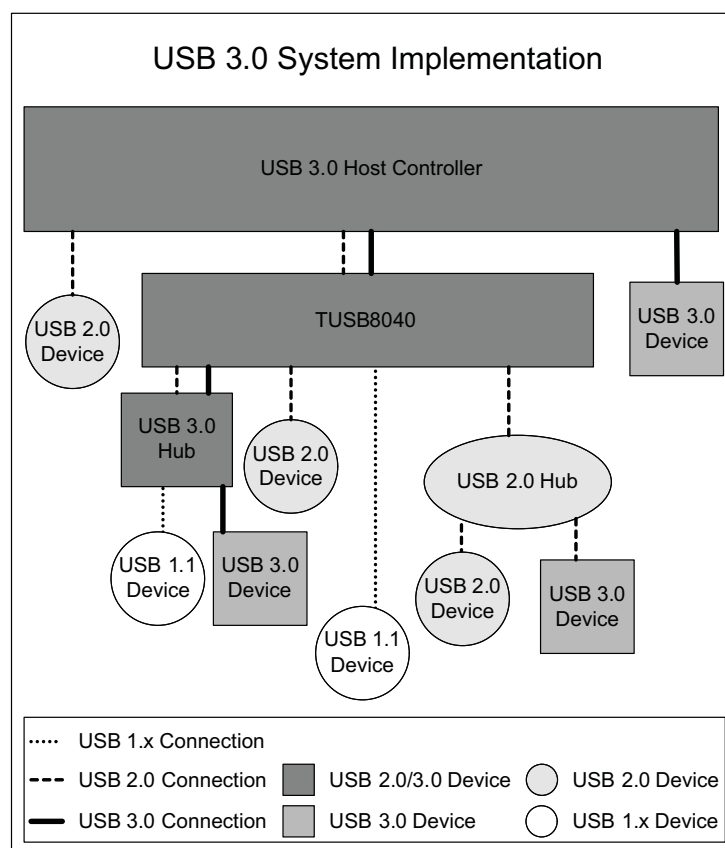 USB 3.0 System Implementation
USB 3.0 Host Controller
USB 2.0
Device
TUSB8040
USB 3.0
Device
USB 3.0
Hub
USB 2.0
Device
USB 2.0 Hub
USB 1.1
Device
USB 3.0
Device
USB 1.1
Device
USB 2.0
Device
USB 3.0
Device
USB 1.x Connection
USB 2.0 Connection
USB 2.0/3.0 Device
USB 2.0 Device
USB 3.0 Connection
USB 3.0 Device
USB 1.x Device